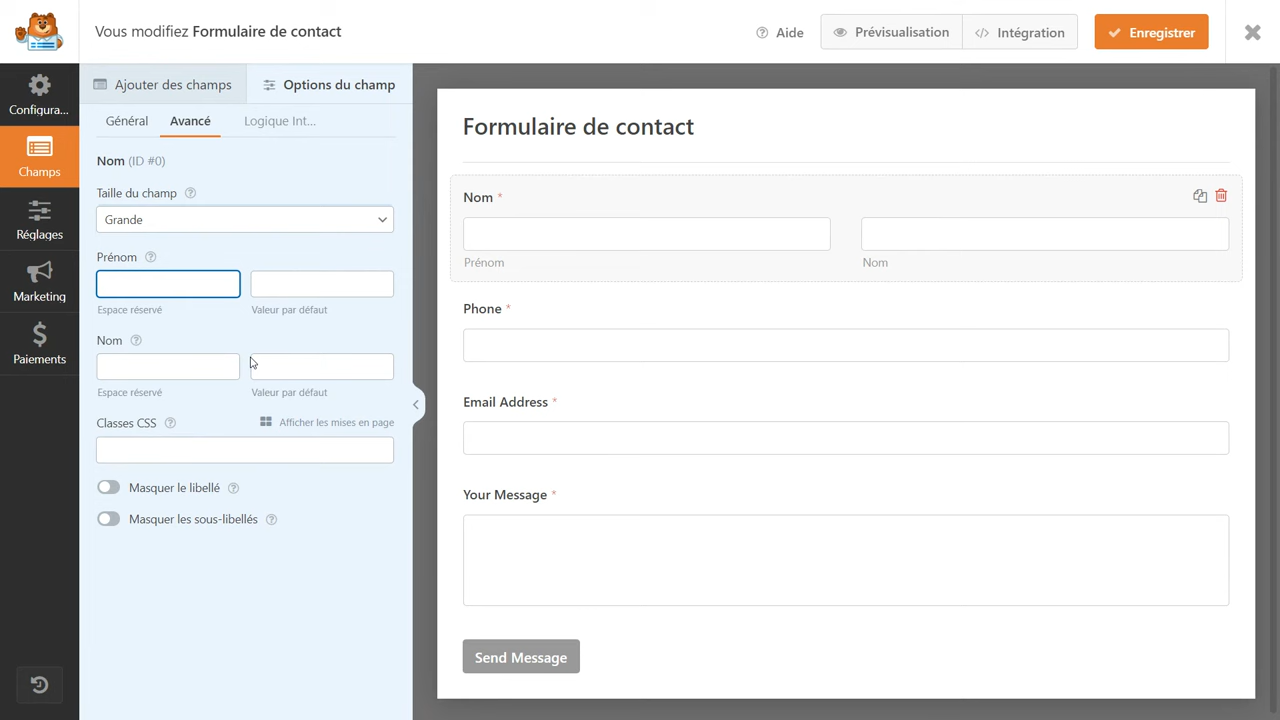 Vous modifiez Formulaire de contact
Aide
Prévisualisation
</> Intégration
Enregistrer
Configura...
Champs
Réglages
Marketing
Paiements
Ajouter des champs
Options du champ
Général
Avancé
Logique Int...
Nom (ID #0)
Taille du champ
Grande
Prénom
Espace réservé
Valeur par défaut
Nom
Espace réservé
Valeur par défaut
Classes CSS
Afficher les mises en page
Masquer le libellé
Masquer les sous-libellés
Formulaire de contact
Nom *
Prénom
Nom
Phone *
Email Address *
Your Message *
Send Message